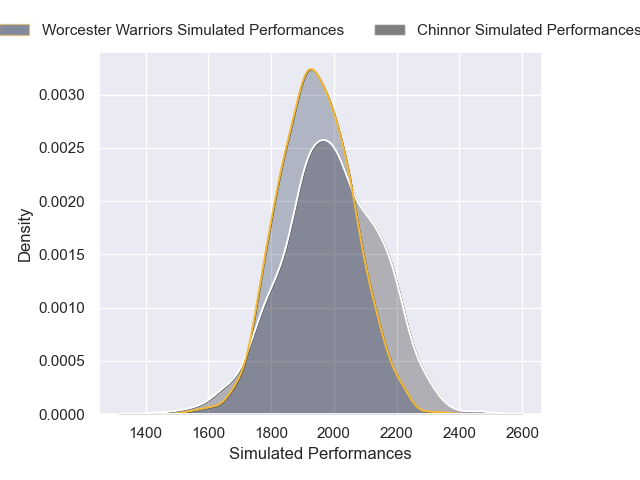 Worcester Warriors Simulated Performances Chinnor Simulated Performances
0.0030
0.0025
0.0020
0.0015
0.0010
0.0005
0.0000
Density
1400 1600 1800 2000 2200 2400 2600
Simulated Performances